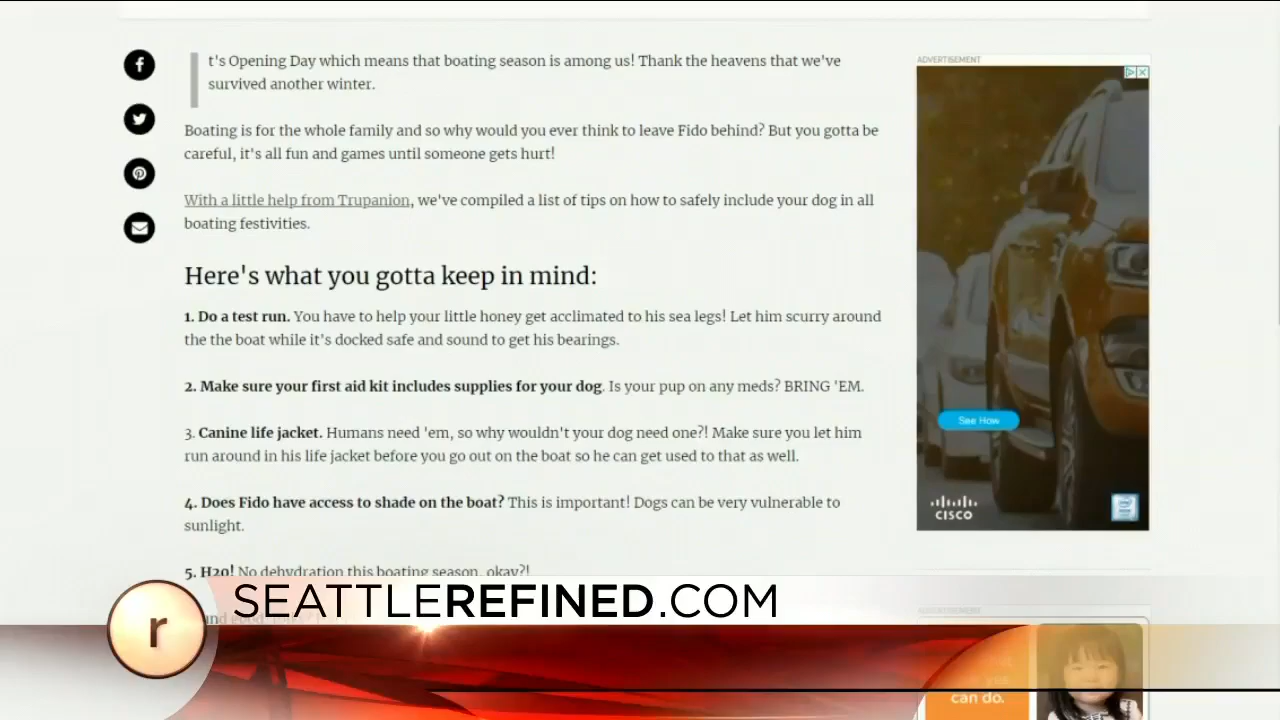 t's Opening Day which means that boating season is among us! Thank the heavens that we've
survived another winter.
Boating is for the whole family and so why would you ever think to leave Fido behind? But you gotta be
careful, it's all fun and games until someone gets hurt!
With a little help from Trupanion, we've compiled a list of tips on how to safely include your dog in all
boating festivities.
Here's what you gotta keep in mind:
1. Do a test run. You have to help your little honey get acclimated to his sea legs! Let him scurry around
the the boat while it's docked safe and sound to get his bearings.
2. Make sure your first aid kit includes supplies for your dog. Is your pup on any meds? BRING 'EM.
3. Canine life jacket. Humans need 'em, so why wouldn't your dog need one?! Make sure you let him
run around in his life jacket before you go out on the boat so he can get used to that as well.
4. Does Fido have access to shade on the boat? This is important! Dogs can be very vulnerable to
sunlight.
5. H20! No dehydration this boating season, okay?!
ADVERTISEMENT
See How
CISCO
ADVERTISEMENT
can do.
r
SEATTLEREFINED.COM